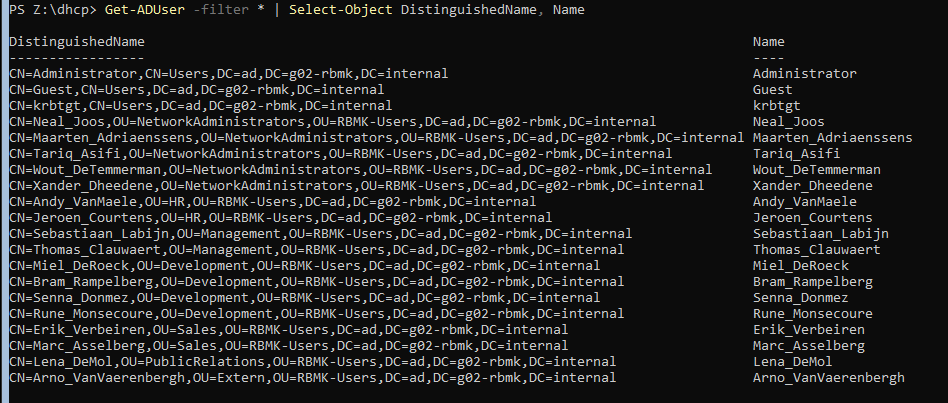 PS Z:\dhcp> Get-ADUser -filter * | Select-Object DistinguishedName, Name
DistinguishedName Name
----------------- ----
CN=Administrator,CN=Users,DC=ad,DC=g02-rbmk,DC=internal Administrator
CN=Guest,CN=Users,DC=ad,DC=g02-rbmk,DC=internal Guest
CN=krbtgt,CN=Users,DC=ad,DC=g02-rbmk,DC=internal krbtgt
CN=Neal_Joos,OU=NetworkAdministrators,OU=RBMK-Users,DC=ad,DC=g02-rbmk,DC=internal Neal_Joos
CN=Maarten_Adriaenssens,OU=NetworkAdministrators,OU=RBMK-Users,DC=ad,DC=g02-rbmk,DC=internal Maarten_Adriaenssens
CN=Tariq_Asifi,OU=NetworkAdministrators,OU=RBMK-Users,DC=ad,DC=g02-rbmk,DC=internal Tariq_Asifi
CN=Wout_DeTemmerman,OU=NetworkAdministrators,OU=RBMK-Users,DC=ad,DC=g02-rbmk,DC=internal Wout_DeTemmerman
CN=Xander_Dheedene,OU=NetworkAdministrators,OU=RBMK-Users,DC=ad,DC=g02-rbmk,DC=internal Xander_Dheedene
CN=Andy_VanMaele,OU=HR,OU=RBMK-Users,DC=ad,DC=g02-rbmk,DC=internal Andy_VanMaele
CN=Jeroen_Courtens,OU=HR,OU=RBMK-Users,DC=ad,DC=g02-rbmk,DC=internal Jeroen_Courtens
CN=Sebastiaan_Labijn,OU=Management,OU=RBMK-Users,DC=ad,DC=g02-rbmk,DC=internal Sebastiaan_Labijn
CN=Thomas_Clauwaert,OU=Management,OU=RBMK-Users,DC=ad,DC=g02-rbmk,DC=internal Thomas_Clauwaert
CN=Miel_DeRoeck,OU=Development,OU=RBMK-Users,DC=ad,DC=g02-rbmk,DC=internal Miel_DeRoeck
CN=Bram_Rampelberg,OU=Development,OU=RBMK-Users,DC=ad,DC=g02-rbmk,DC=internal Bram_Rampelberg
CN=Senna_Donmez,OU=Development,OU=RBMK-Users,DC=ad,DC=g02-rbmk,DC=internal Senna_Donmez
CN=Rune_Monsecoure,OU=Development,OU=RBMK-Users,DC=ad,DC=g02-rbmk,DC=internal Rune_Monsecoure
CN=Erik_Verbeiren,OU=Sales,OU=RBMK-Users,DC=ad,DC=g02-rbmk,DC=internal Erik_Verbeiren
CN=Marc_Asselberg,OU=Sales,OU=RBMK-Users,DC=ad,DC=g02-rbmk,DC=internal Marc_Asselberg
CN=Lena_DeMol,OU=PublicRelations,OU=RBMK-Users,DC=ad,DC=g02-rbmk,DC=internal Lena_DeMol
CN=Arno_VanVaerenbergh,OU=Extern,OU=RBMK-Users,DC=ad,DC=g02-rbmk,DC=internal Arno_VanVaerenbergh